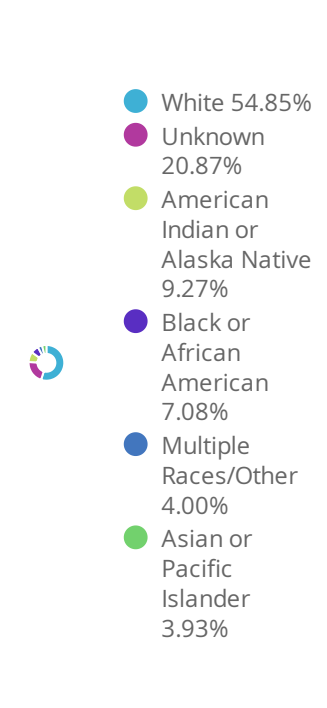 White 54.85%
Unknown
20.87%
American
Indian or
Alaska Native
9.27%
Black or
African
American
7.08%
Multiple
Races/Other
4.00%
Asian or
Pacific
Islander
3.93%